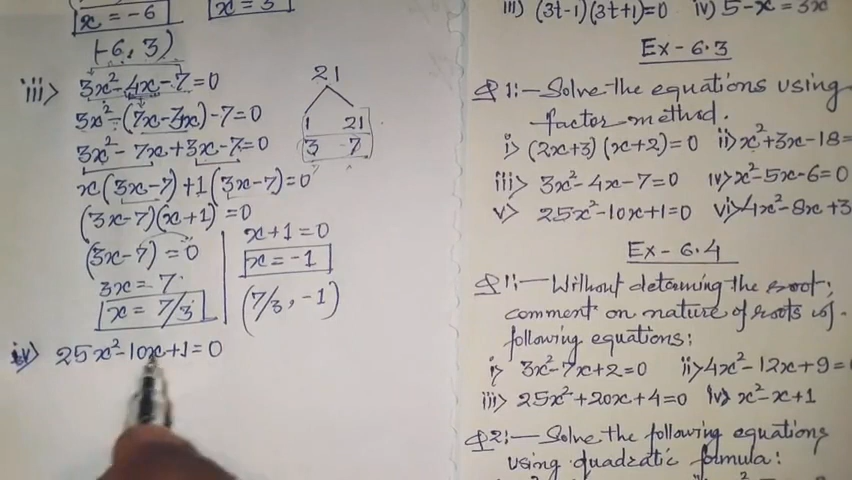 x = -6
x = 3
(-6, 3)
iii> 3x²-4x-7=0
3x²-(7x-3x)-7=0
3x²-7x+3x-7=0
x(3x-7)+1(3x-7)=0
(3x-7)(x+1)=0
(3x-7)=0
3x = 7
x = 7/3
x+1=0
x = -1
(7/3, -1)
21
1 21
3 7
25x²-10x+1=0
iii) (3t-1)(3t+1)=0 iv) 5-x = 3x
Ex-6.3
Q1:- Solve the equations using
factor method.
i> (2x+3)(x+2)=0 ii> x²+3x-18=
iii> 3x²-4x-7=0 iv> x²-5x-6=0
v> 25x²-10x+1=0 vi> 4x²-8x+3
Ex-6.4
Q1:- Without deterning the root,
comment on nature of roots of
following equations:
i> 3x²-7x+2=0 ii> 4x²-12x+9=0
iii> 25x²+20x+4=0 iv> x²-x+1
Q2:- Solve the following equations
using quadratic formula: